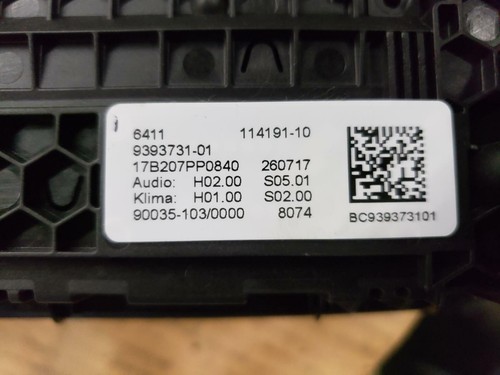 6411 114191-10
9393731-01
17B207PP0840 260717
Audio: H02.00 S05.01
Klima: H01.00 S02.00
90035-103/0000 8074
BC939373101